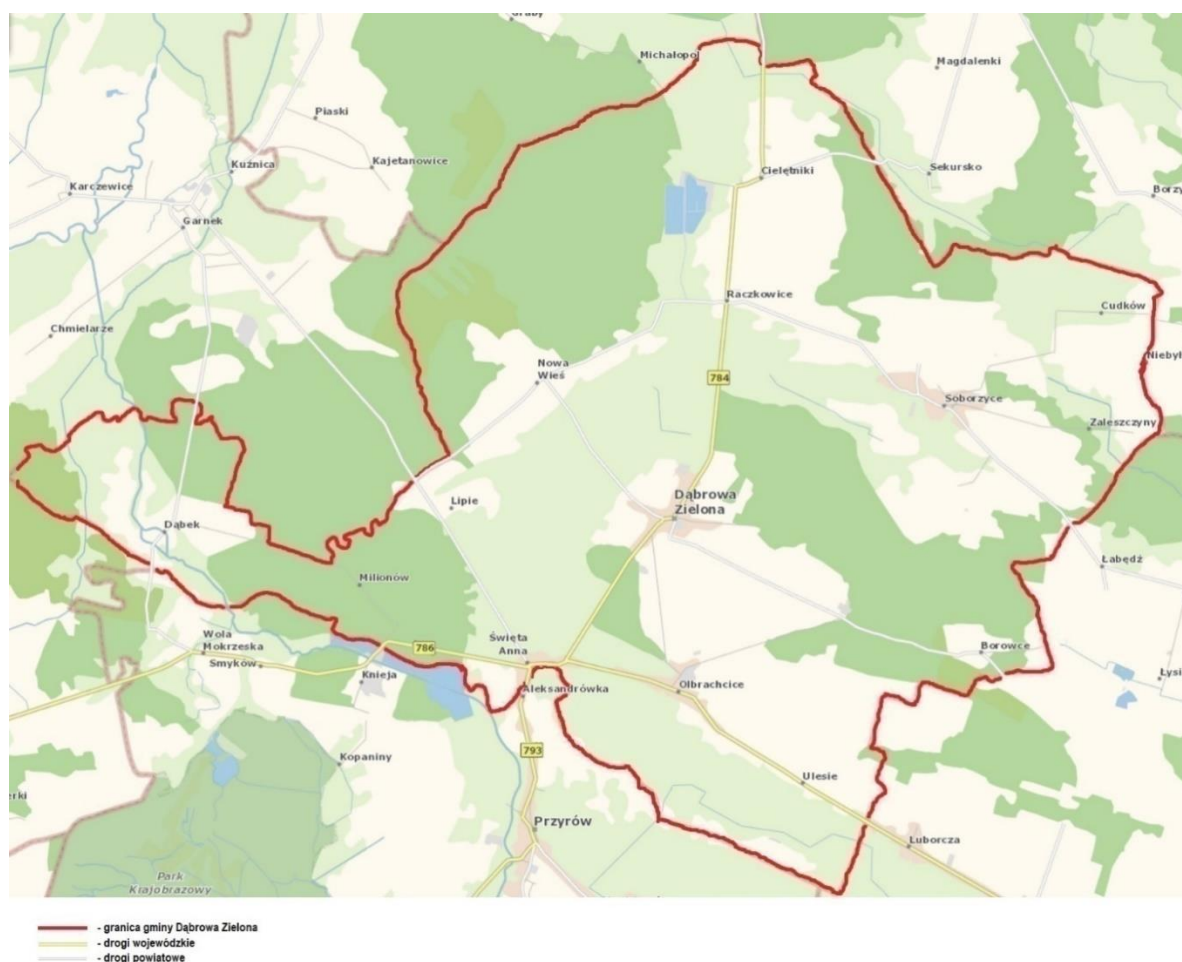 Michałopol
Magdalenki
Piaski
Kuźnica
Kajetanowice
Cielętniki
Sekursko
Karczewice
Garnek
Raczkowice
Cudków
Chmielarze
Nowa
Wieś
784
Soborzyce
Zaleszczyny
Lipie
Dąbrowa
Zielona
Dąbek
Łabędź
Milionów
Wola
Mokrzeska
Smyków
786
Święta
Anna
Borowce
Knieja
Aleksandrówka
Olbrachcice
793
Kopaniny
Ulesie
Przyrów
Luborcza
Park
Krajobrazowy
- granica gminy Dąbrowa Zielona
- drogi wojewódzkie
- drogi powiatowe